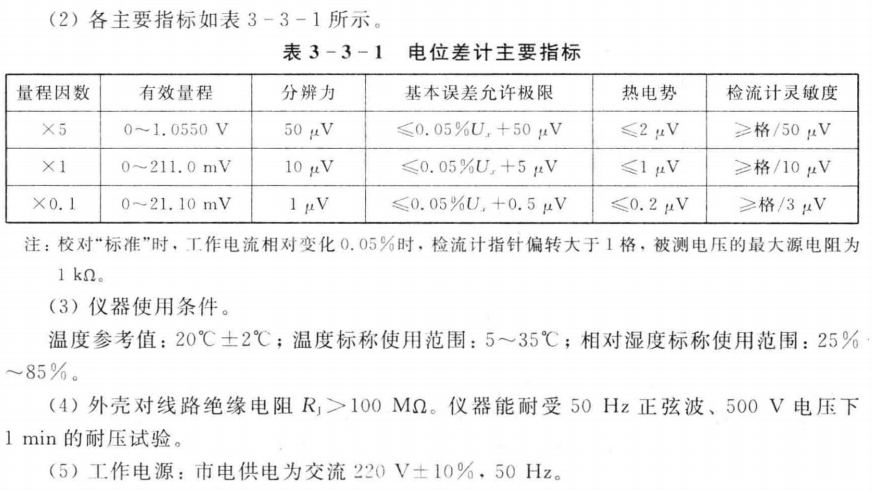 (2) 各主要指标如表 3-3-1 所示。
表 3-3-1 电位差计主要指标
量程因数 有效量程 分辨力 基本误差允许极限 热电势 检流计灵敏度
×5 0～1.0550 V 50 μV ≤0.05%Uₓ+50 μV ≤2 μV ≥格/50 μV
×1 0～211.0 mV 10 μV ≤0.05%Uₓ+5 μV ≤1 μV ≥格/10 μV
×0.1 0～21.10 mV 1 μV ≤0.05%Uₓ+0.5 μV ≤0.2 μV ≥格/3 μV
注：校对“标准”时，工作电流相对变化 0.05%时，检流计指针偏转大于 1 格，被测电压的最大源电阻为
1 kΩ。
(3) 仪器使用条件。
温度参考值：20℃±2℃；温度标称使用范围：5～35℃；相对湿度标称使用范围：25%
～85%。
(4) 外壳对线路绝缘电阻 RJ＞100 MΩ。仪器能耐受 50 Hz 正弦波、500 V 电压下
1 min 的耐压试验。
(5) 工作电源：市电供电为交流 220 V±10%，50 Hz。